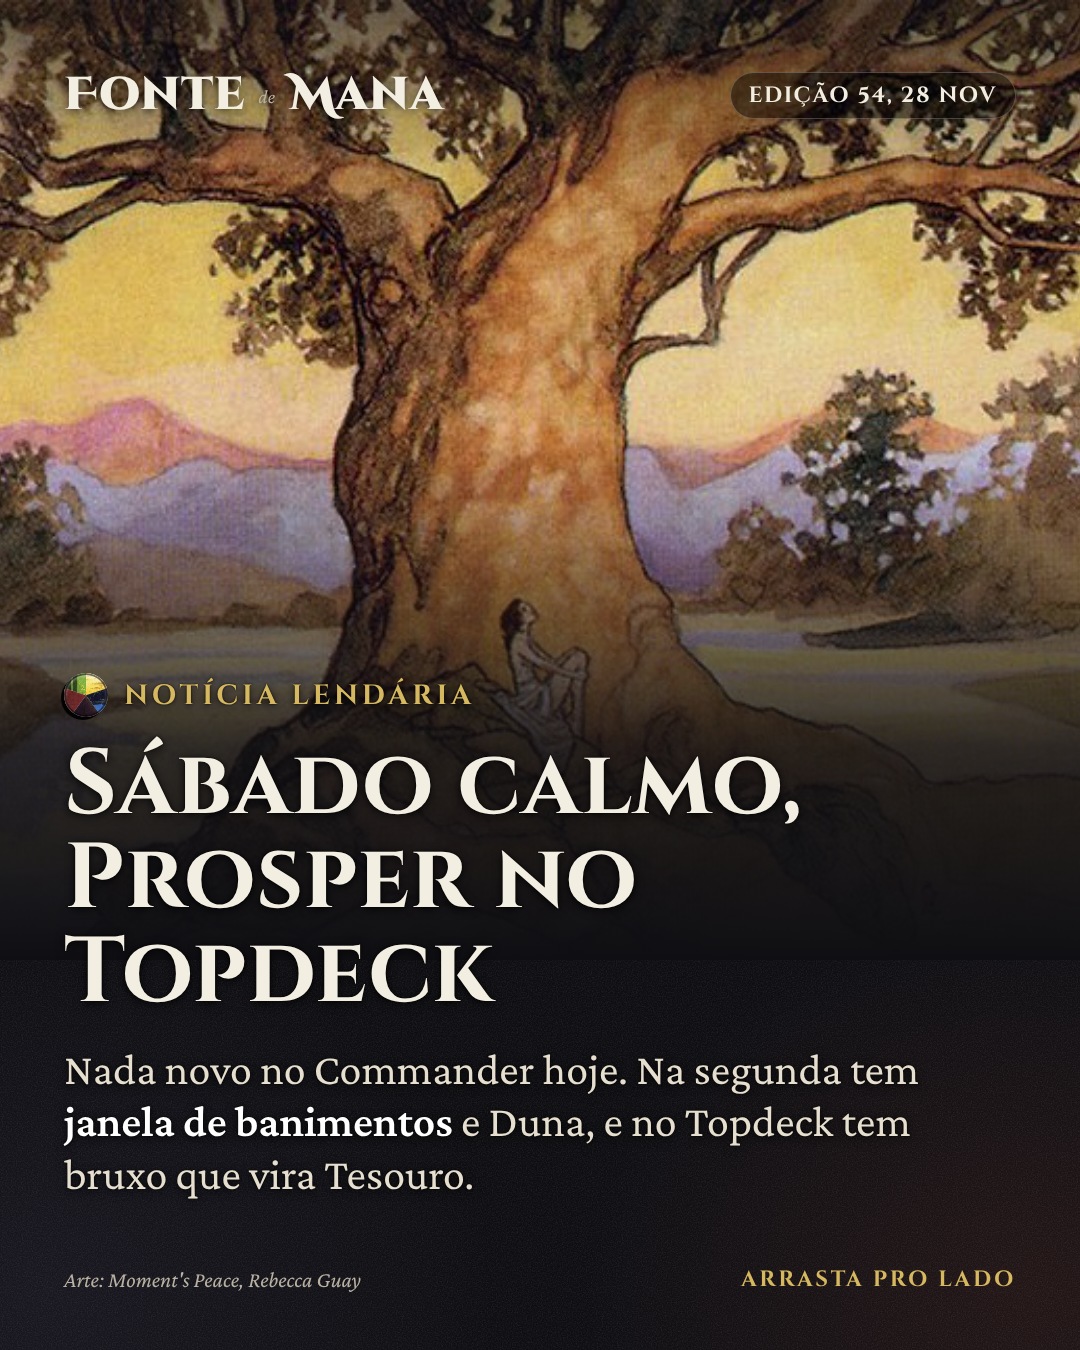 Fonte de Mana
EDIÇÃO 54, 28 NOV
NOTÍCIA LENDÁRIA
Sábado calmo,
Prosper no
Topdeck
Nada novo no Commander hoje. Na segunda tem
janela de banimentos e Duna, e no Topdeck tem
bruxo que vira Tesouro.
Arte: Moment's Peace, Rebecca Guay
ARRASTA PRO LADO